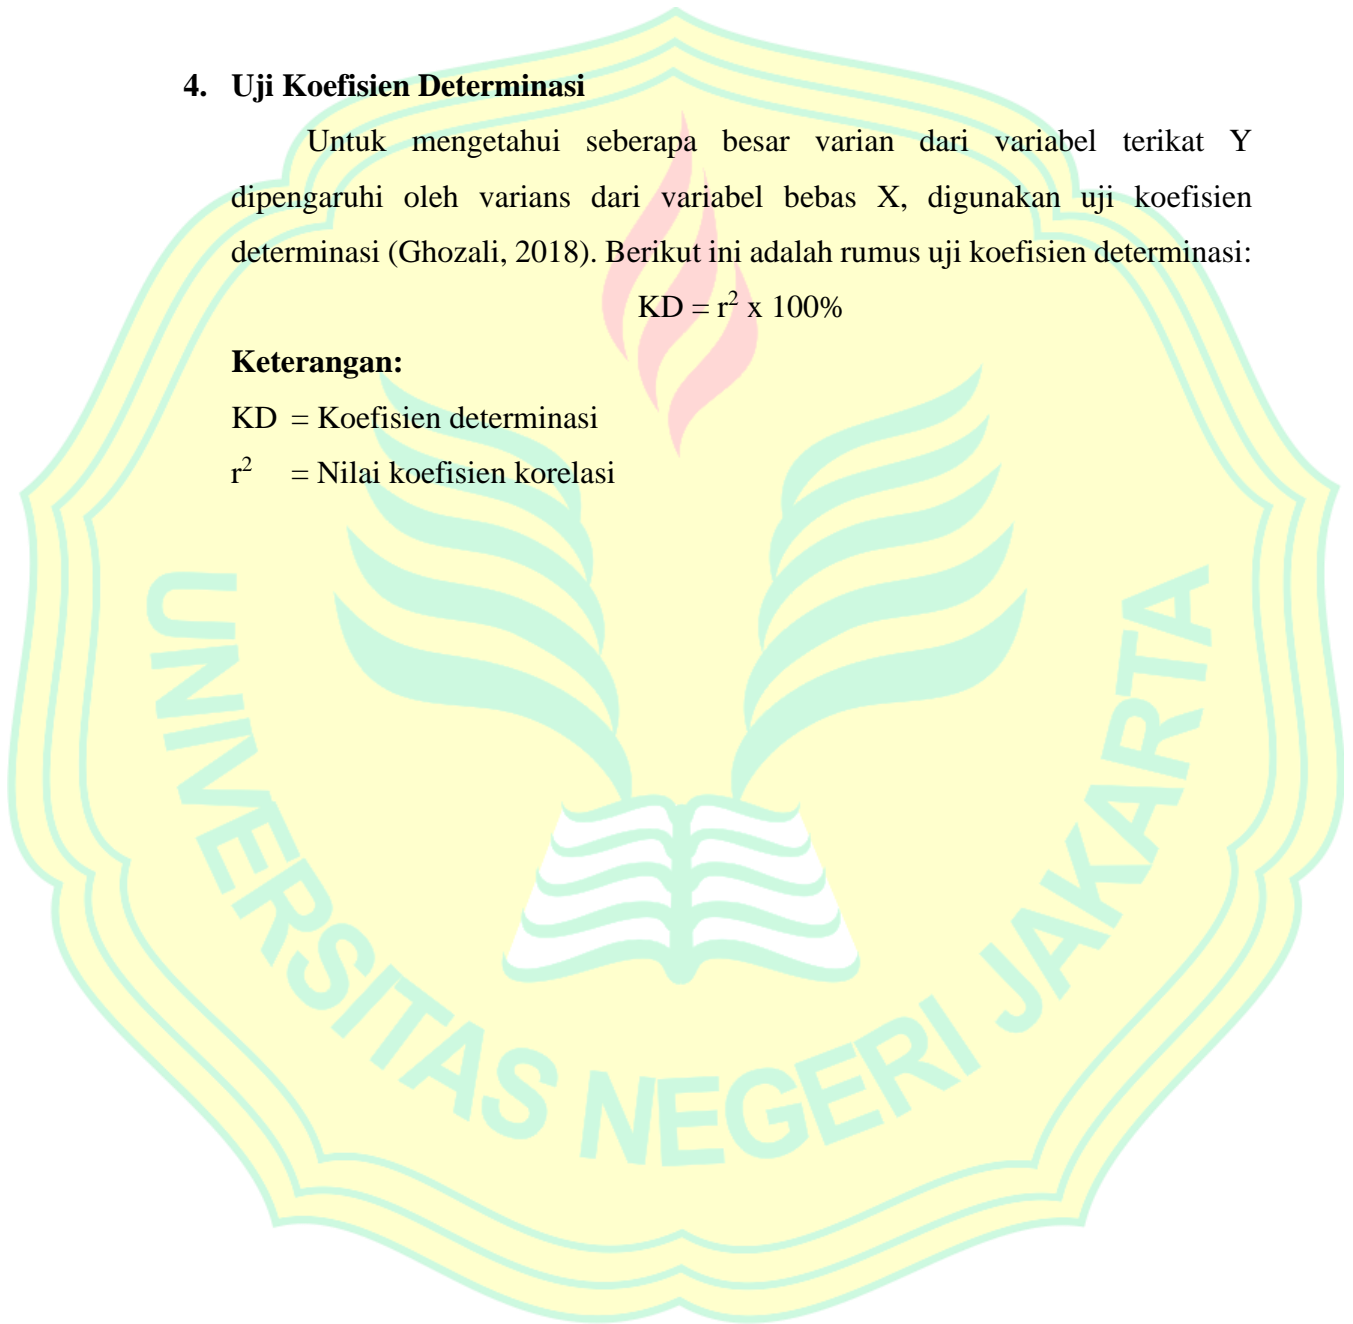 4. Uji Koefisien Determinasi
Untuk mengetahui seberapa besar varian dari variabel terikat Y
dipengaruhi oleh varians dari variabel bebas X, digunakan uji koefisien
determinasi (Ghozali, 2018). Berikut ini adalah rumus uji koefisien determinasi:
KD = r² x 100%
Keterangan:
KD = Koefisien determinasi
r² = Nilai koefisien korelasi
UNIVERSITAS NEGERI JAKARTA